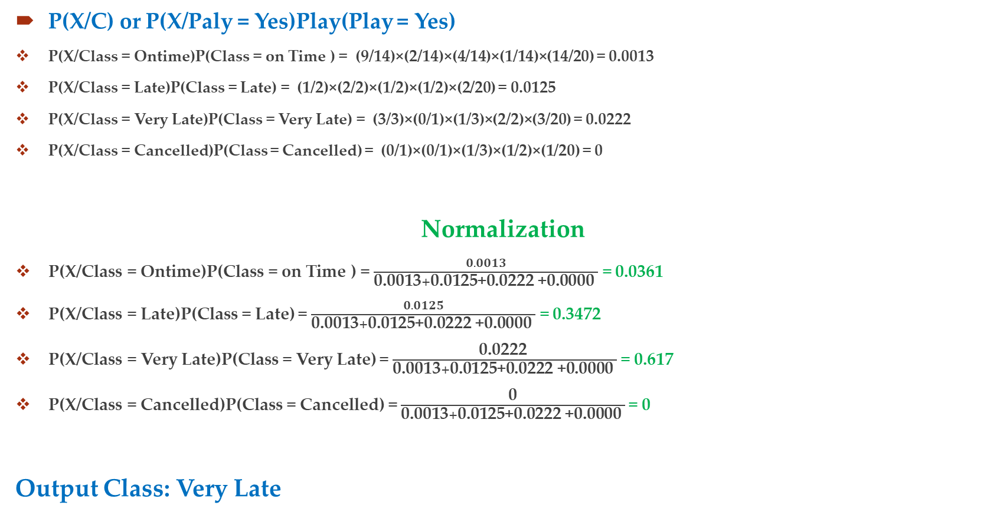 P(X/C) or P(X/Paly = Yes)Play(Play = Yes)
P(X/Class = Ontime)P(Class = on Time ) = (9/14)×(2/14)×(4/14)×(1/14)×(14/20) = 0.0013
P(X/Class = Late)P(Class = Late) = (1/2)×(2/2)×(1/2)×(1/2)×(2/20) = 0.0125
P(X/Class = Very Late)P(Class = Very Late) = (3/3)×(0/1)×(1/3)×(2/2)×(3/20) = 0.0222
P(X/Class = Cancelled)P(Class = Cancelled) = (0/1)×(0/1)×(1/3)×(1/2)×(1/20) = 0
Normalization
P(X/Class = Ontime)P(Class = on Time ) = 0.0013 / 0.0013+0.0125+0.0222 +0.0000 = 0.0361
P(X/Class = Late)P(Class = Late) = 0.0125 / 0.0013+0.0125+0.0222 +0.0000 = 0.3472
P(X/Class = Very Late)P(Class = Very Late) = 0.0222 / 0.0013+0.0125+0.0222 +0.0000 = 0.617
P(X/Class = Cancelled)P(Class = Cancelled) = 0 / 0.0013+0.0125+0.0222 +0.0000 = 0
Output Class: Very Late